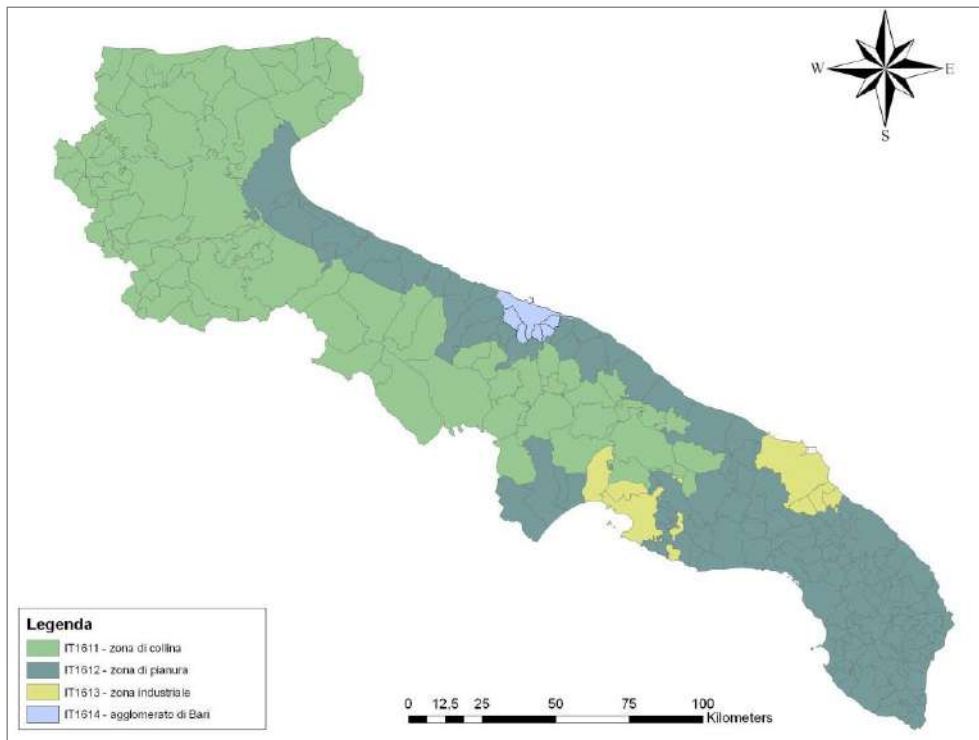 W
E
S
Legenda
IT1611 - zona di collina
IT1612 - zona di pianura
IT1613 - zona industriale
IT1614 - agglomerato di Bari
0 12,5 25 50 75 100
Kilometers